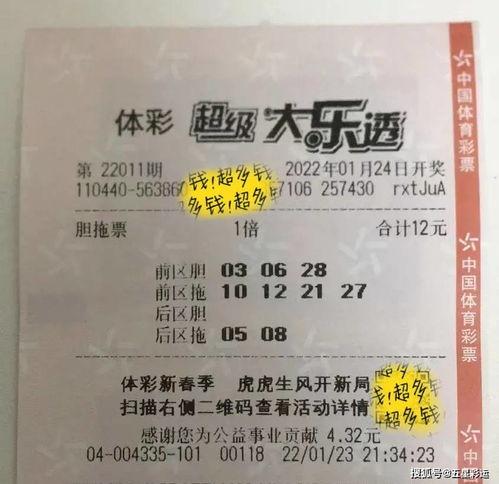 体彩 超级大乐透
第 22011期 2022年01月24日开奖
110440-56386 7106 257430 rxtJuA
钱!超多钱
多钱!超多
胆拖票 1倍 合计12元
前区胆 03 06 28
前区拖 10 12 21 27
后区胆
后区拖 05 08
体彩新春季 虎虎生风开新局
扫描右侧二维码查看活动详情
钱!超多
超多钱
感谢您为公益事业贡献 4.32元
04-004335-101 00118 22/01/23 21:34:23
中国体育彩票
中国体育彩票
搜狐号@五星彩运